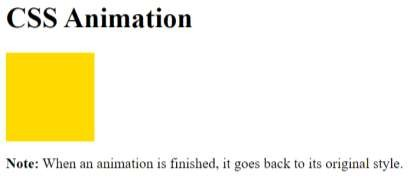 CSS Animation
Note: When an animation is finished, it goes back to its original style.